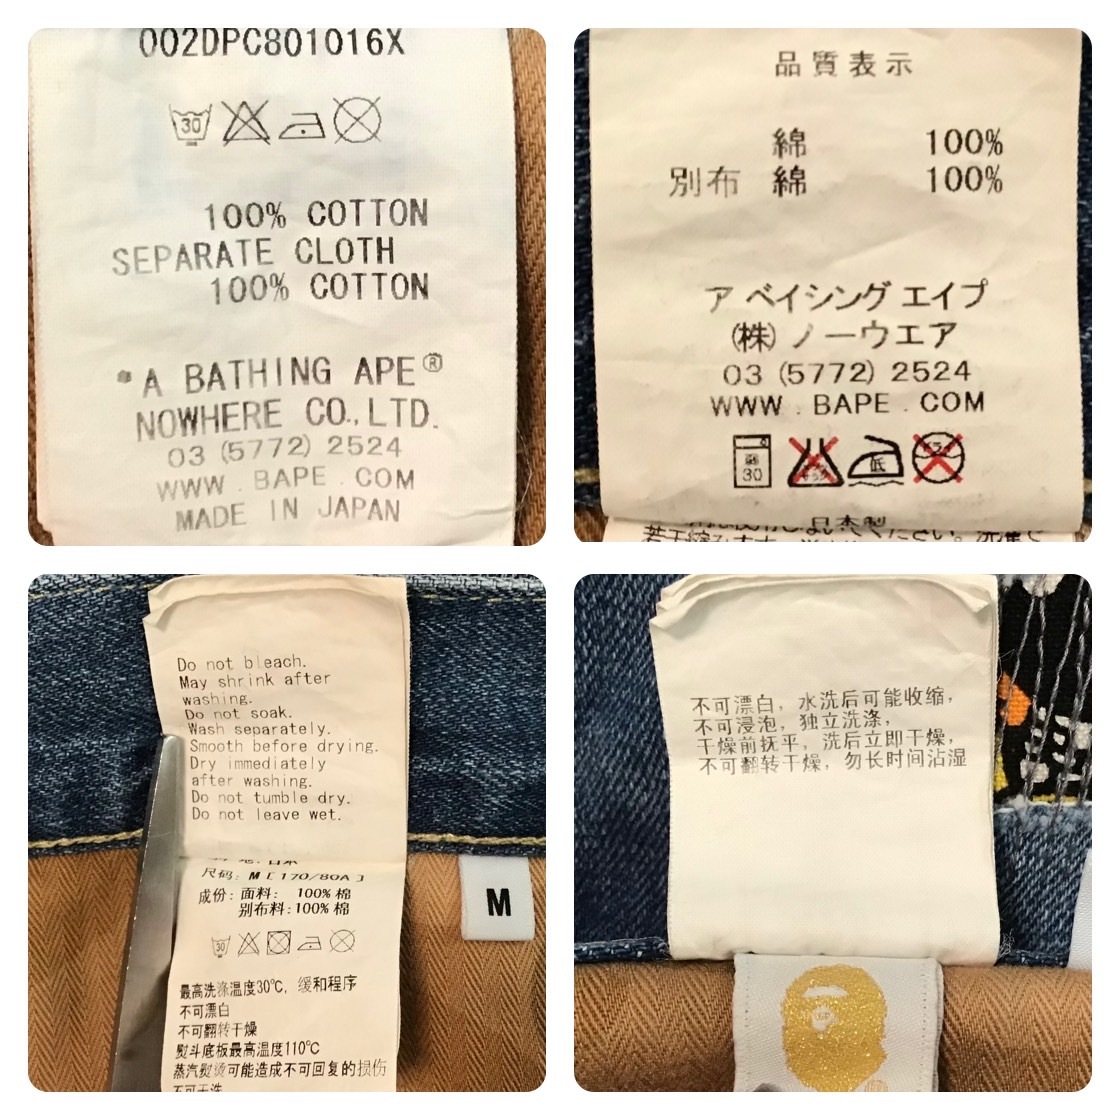 002DPC801016X
30
100% COTTON
SEPARATE CLOTH
100% COTTON
A BATHING APE®
NOWHERE CO.,LTD.
03 (5772) 2524
WWW . BAPE . COM
MADE IN JAPAN
品質表示
綿 100%
別布 綿 100%
ア ベイシング エイプ
(株) ノーウエア
03 (5772) 2524
WWW . BAPE . COM
弱
30
低
日本製
Do not bleach.
May shrink after
washing.
Do not soak.
Wash separately.
Smooth before drying.
Dry immediately
after washing.
Do not tumble dry.
Do not leave wet.
尺码: M [ 170/80A ]
成份: 面料: 100% 棉
别布料:100% 棉
30
最高洗涤温度30℃, 缓和程序
不可漂白
不可翻转干燥
熨斗底板最高温度110℃
蒸汽熨烫可能造成不可回复的损伤
不可干洗
M
不可漂白, 水洗后可能收缩,
不可浸泡, 独立洗涤,
干燥前抚平, 洗后立即干燥,
不可翻转干燥, 勿长时间沾湿